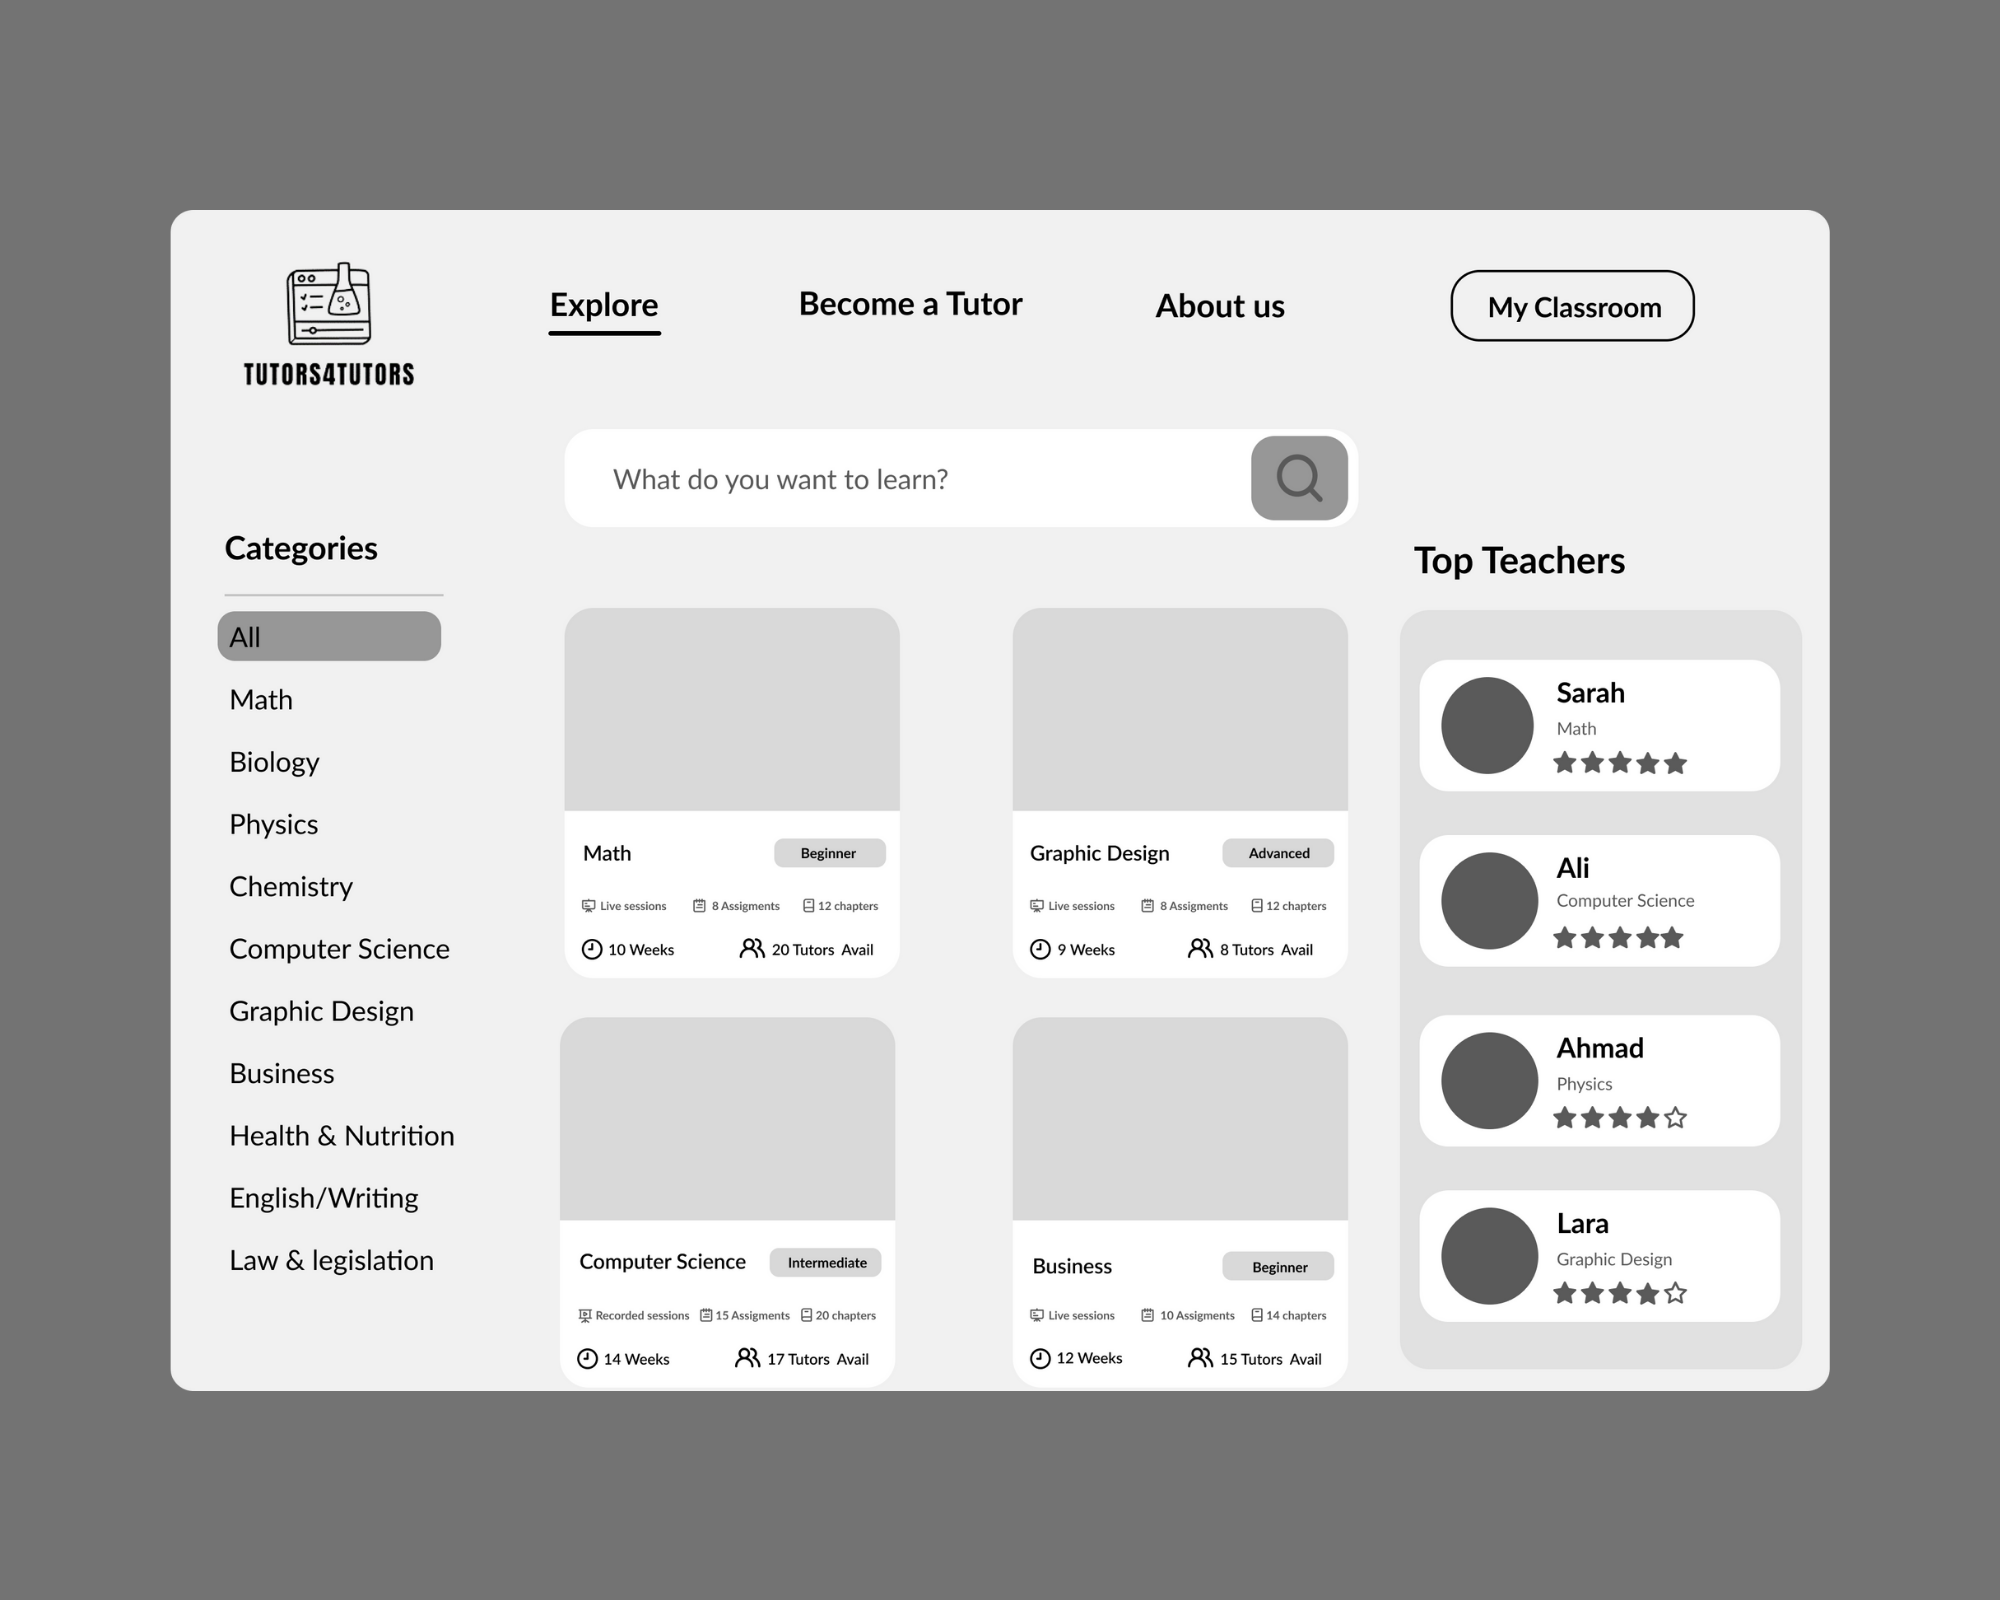 TUTORS4TUTORS
Explore
Become a Tutor
About us
My Classroom
What do you want to learn?
Categories
All
Math
Biology
Physics
Chemistry
Computer Science
Graphic Design
Business
Health & Nutrition
English/Writing
Law & legislation
Math
Beginner
Live sessions
8 Assigments
12 chapters
10 Weeks
20 Tutors Avail
Graphic Design
Advanced
Live sessions
8 Assigments
12 chapters
9 Weeks
8 Tutors Avail
Computer Science
Intermediate
Recorded sessions
15 Assigments
20 chapters
14 Weeks
17 Tutors Avail
Business
Beginner
Live sessions
10 Assigments
14 chapters
12 Weeks
15 Tutors Avail
Top Teachers
Sarah
Math
Ali
Computer Science
Ahmad
Physics
Lara
Graphic Design